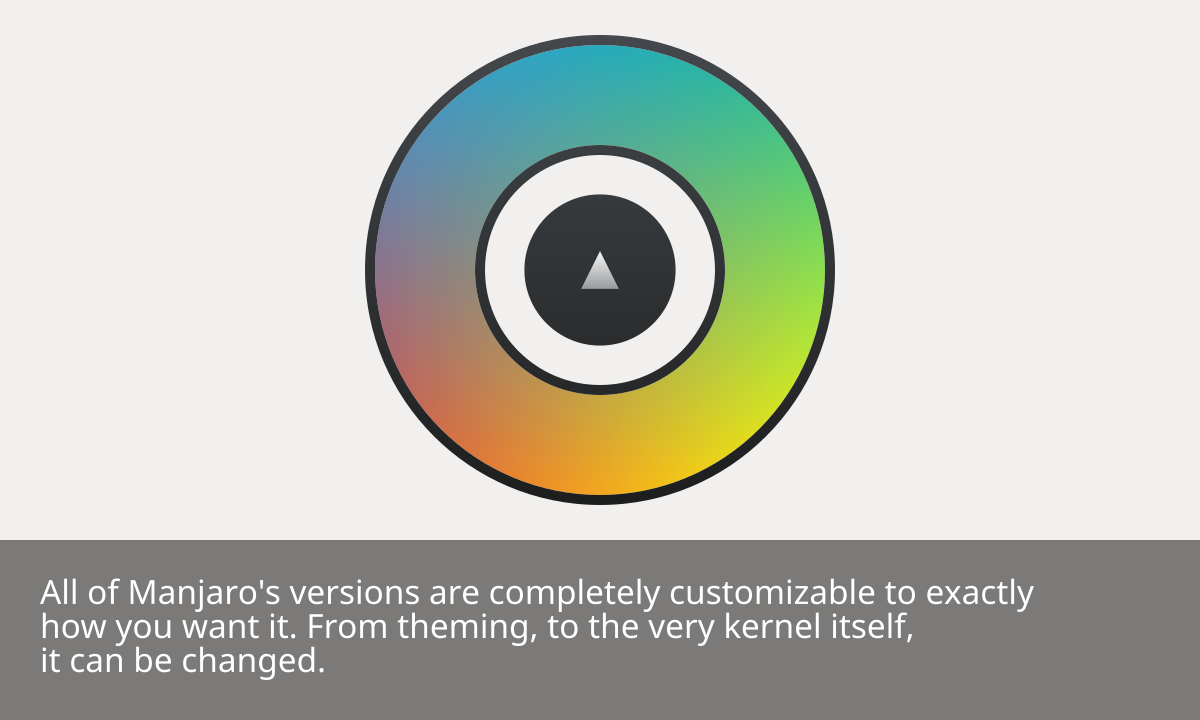 All of Manjaro's versions are completely customizable to exactly
how you want it. From theming, to the very kernel itself,
it can be changed.